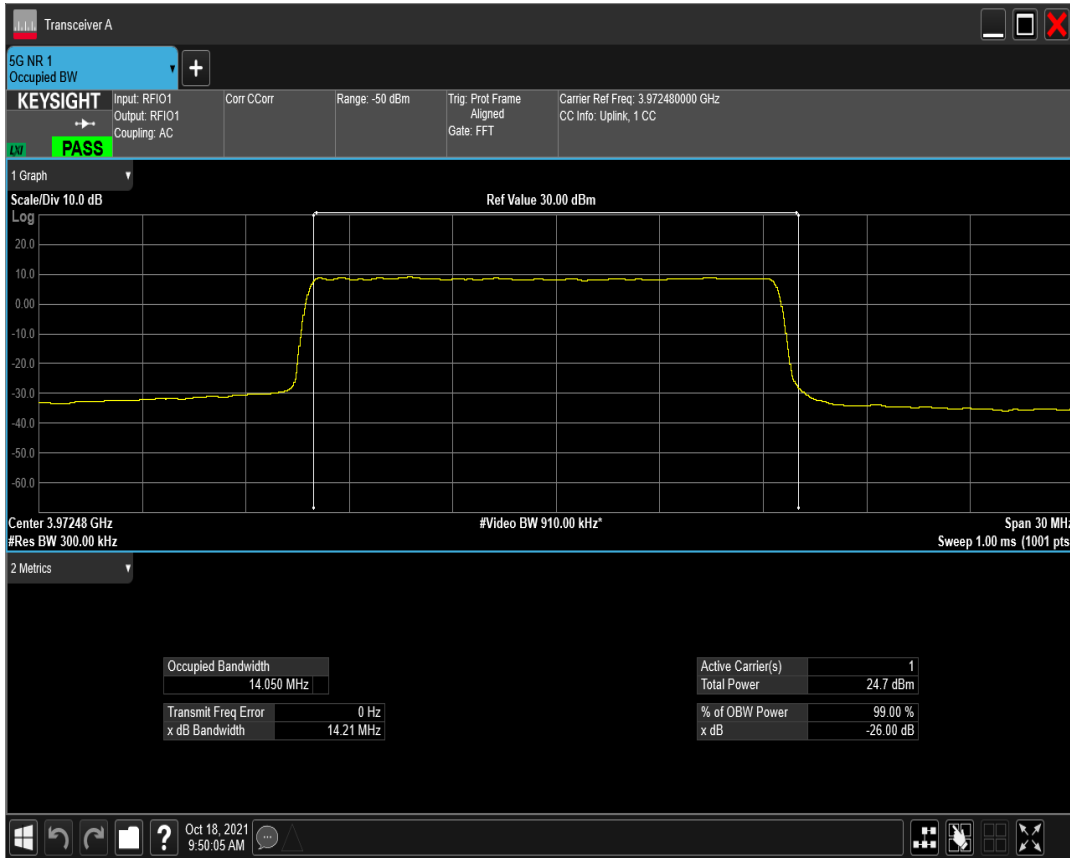 Transceiver A
5G NR 1
Occupied BW
+
KEYSIGHT
LXI
PASS
Input: RFIO1
Output: RFIO1
Coupling: AC
Corr CCorr
Range: -50 dBm
Trig: Prot Frame
Aligned
Gate: FFT
Carrier Ref Freq: 3.972480000 GHz
CC Info: Uplink, 1 CC
1 Graph
Scale/Div 10.0 dB
Ref Value 30.00 dBm
Log
20.0
10.0
0.00
-10.0
-20.0
-30.0
-40.0
-50.0
-60.0
Center 3.97248 GHz
#Video BW 910.00 kHz*
Span 30 MHz
#Res BW 300.00 kHz
Sweep 1.00 ms (1001 pts
2 Metrics
Occupied Bandwidth
14.050 MHz
Transmit Freq Error 0 Hz
x dB Bandwidth 14.21 MHz
Active Carrier(s) 1
Total Power 24.7 dBm
% of OBW Power 99.00 %
x dB -26.00 dB
?
Oct 18, 2021
9:50:05 AM